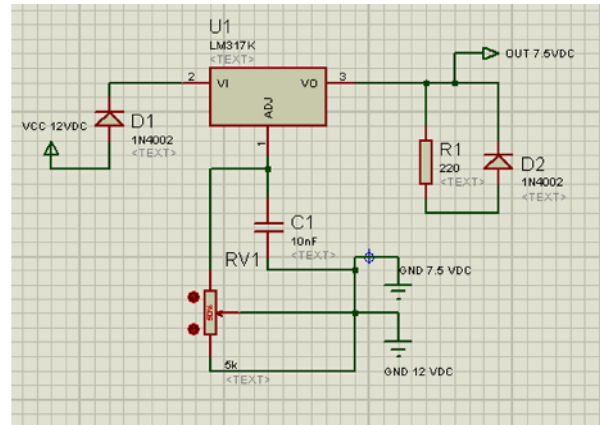 U1
LM317K
<TEXT>
2
VI
VO
3
ADJ
1
OUT 7.5VDC
VCC 12VDC
D1
1N4002
<TEXT>
R1
220
<TEXT>
D2
1N4002
<TEXT>
C1
10nF
<TEXT>
RV1
GND 7.5 VDC
5k
<TEXT>
GND 12 VDC